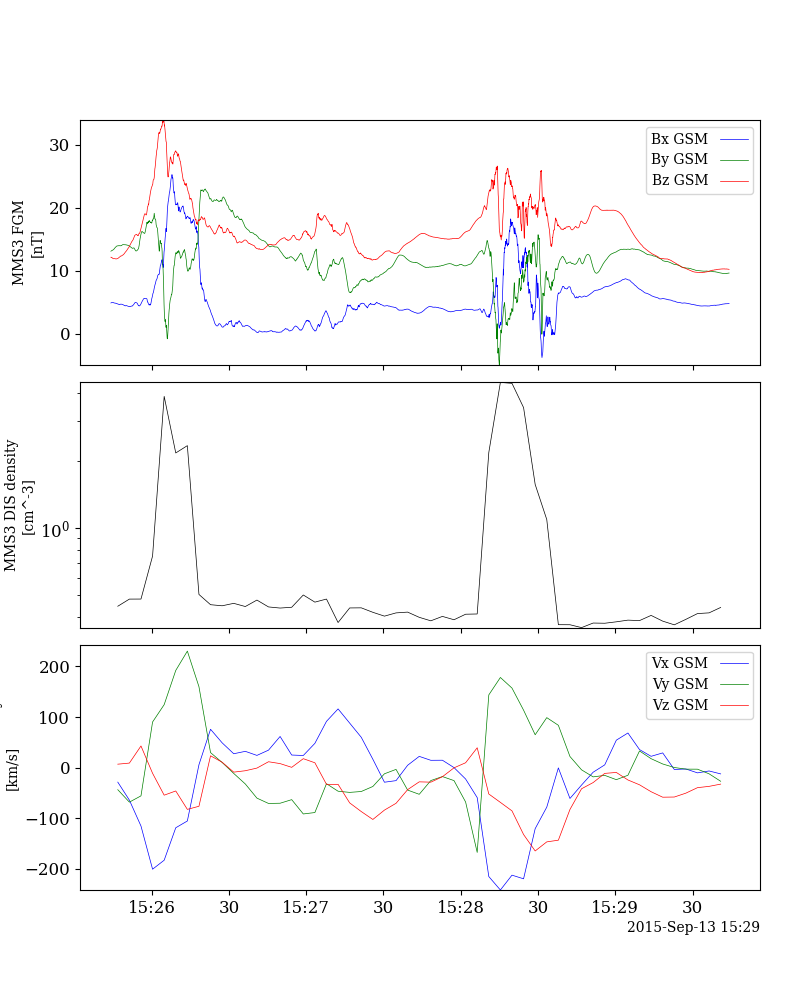 30
20
10
0
MMS3 FGM
[nT]
Bx GSM
By GSM
Bz GSM
10^0
MMS3 DIS density
[cm^-3]
200
100
0
−100
−200
[km/s]
Vx GSM
Vy GSM
Vz GSM
15:26 30 15:27 30 15:28 30 15:29 30
2015-Sep-13 15:29